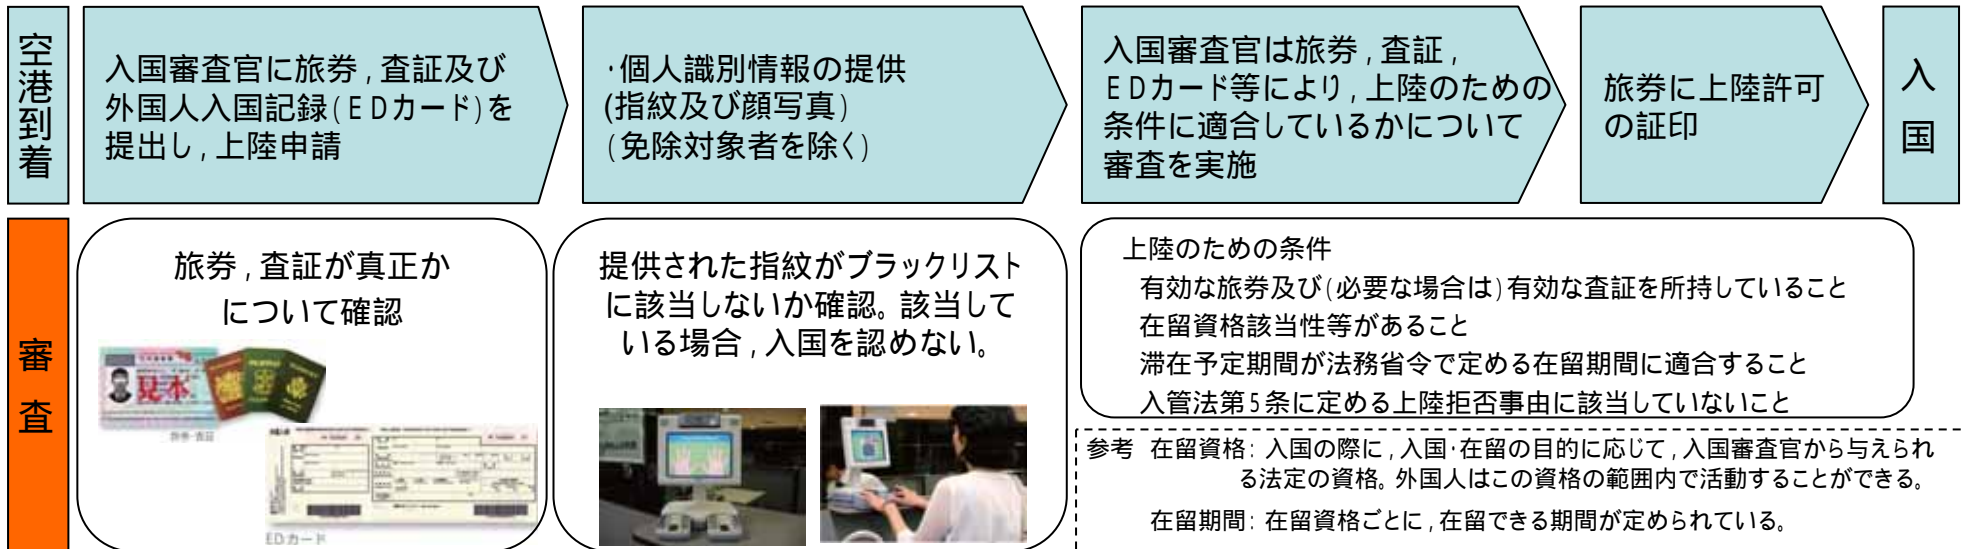 空港到着
入国審査官に旅券,査証及び
外国人入国記録(EDカード)を
提出し,上陸申請
・個人識別情報の提供
(指紋及び顔写真)
(免除対象者を除く)
入国審査官は旅券,査証,
EDカード等により,上陸のための
条件に適合しているかについて
審査を実施
旅券に上陸許可
の証印
入国
審査
旅券,査証が真正か
について確認
見本
旅券・査証
EDカード
提供された指紋がブラックリスト
に該当しないか確認。該当して
いる場合,入国を認めない。
上陸のための条件
有効な旅券及び(必要な場合は)有効な査証を所持していること
在留資格該当性等があること
滞在予定期間が法務省令で定める在留期間に適合すること
入管法第5条に定める上陸拒否事由に該当していないこと
参考 在留資格: 入国の際に,入国・在留の目的に応じて,入国審査官から与えられ
る法定の資格。外国人はこの資格の範囲内で活動することができる。
在留期間: 在留資格ごとに,在留できる期間が定められている。